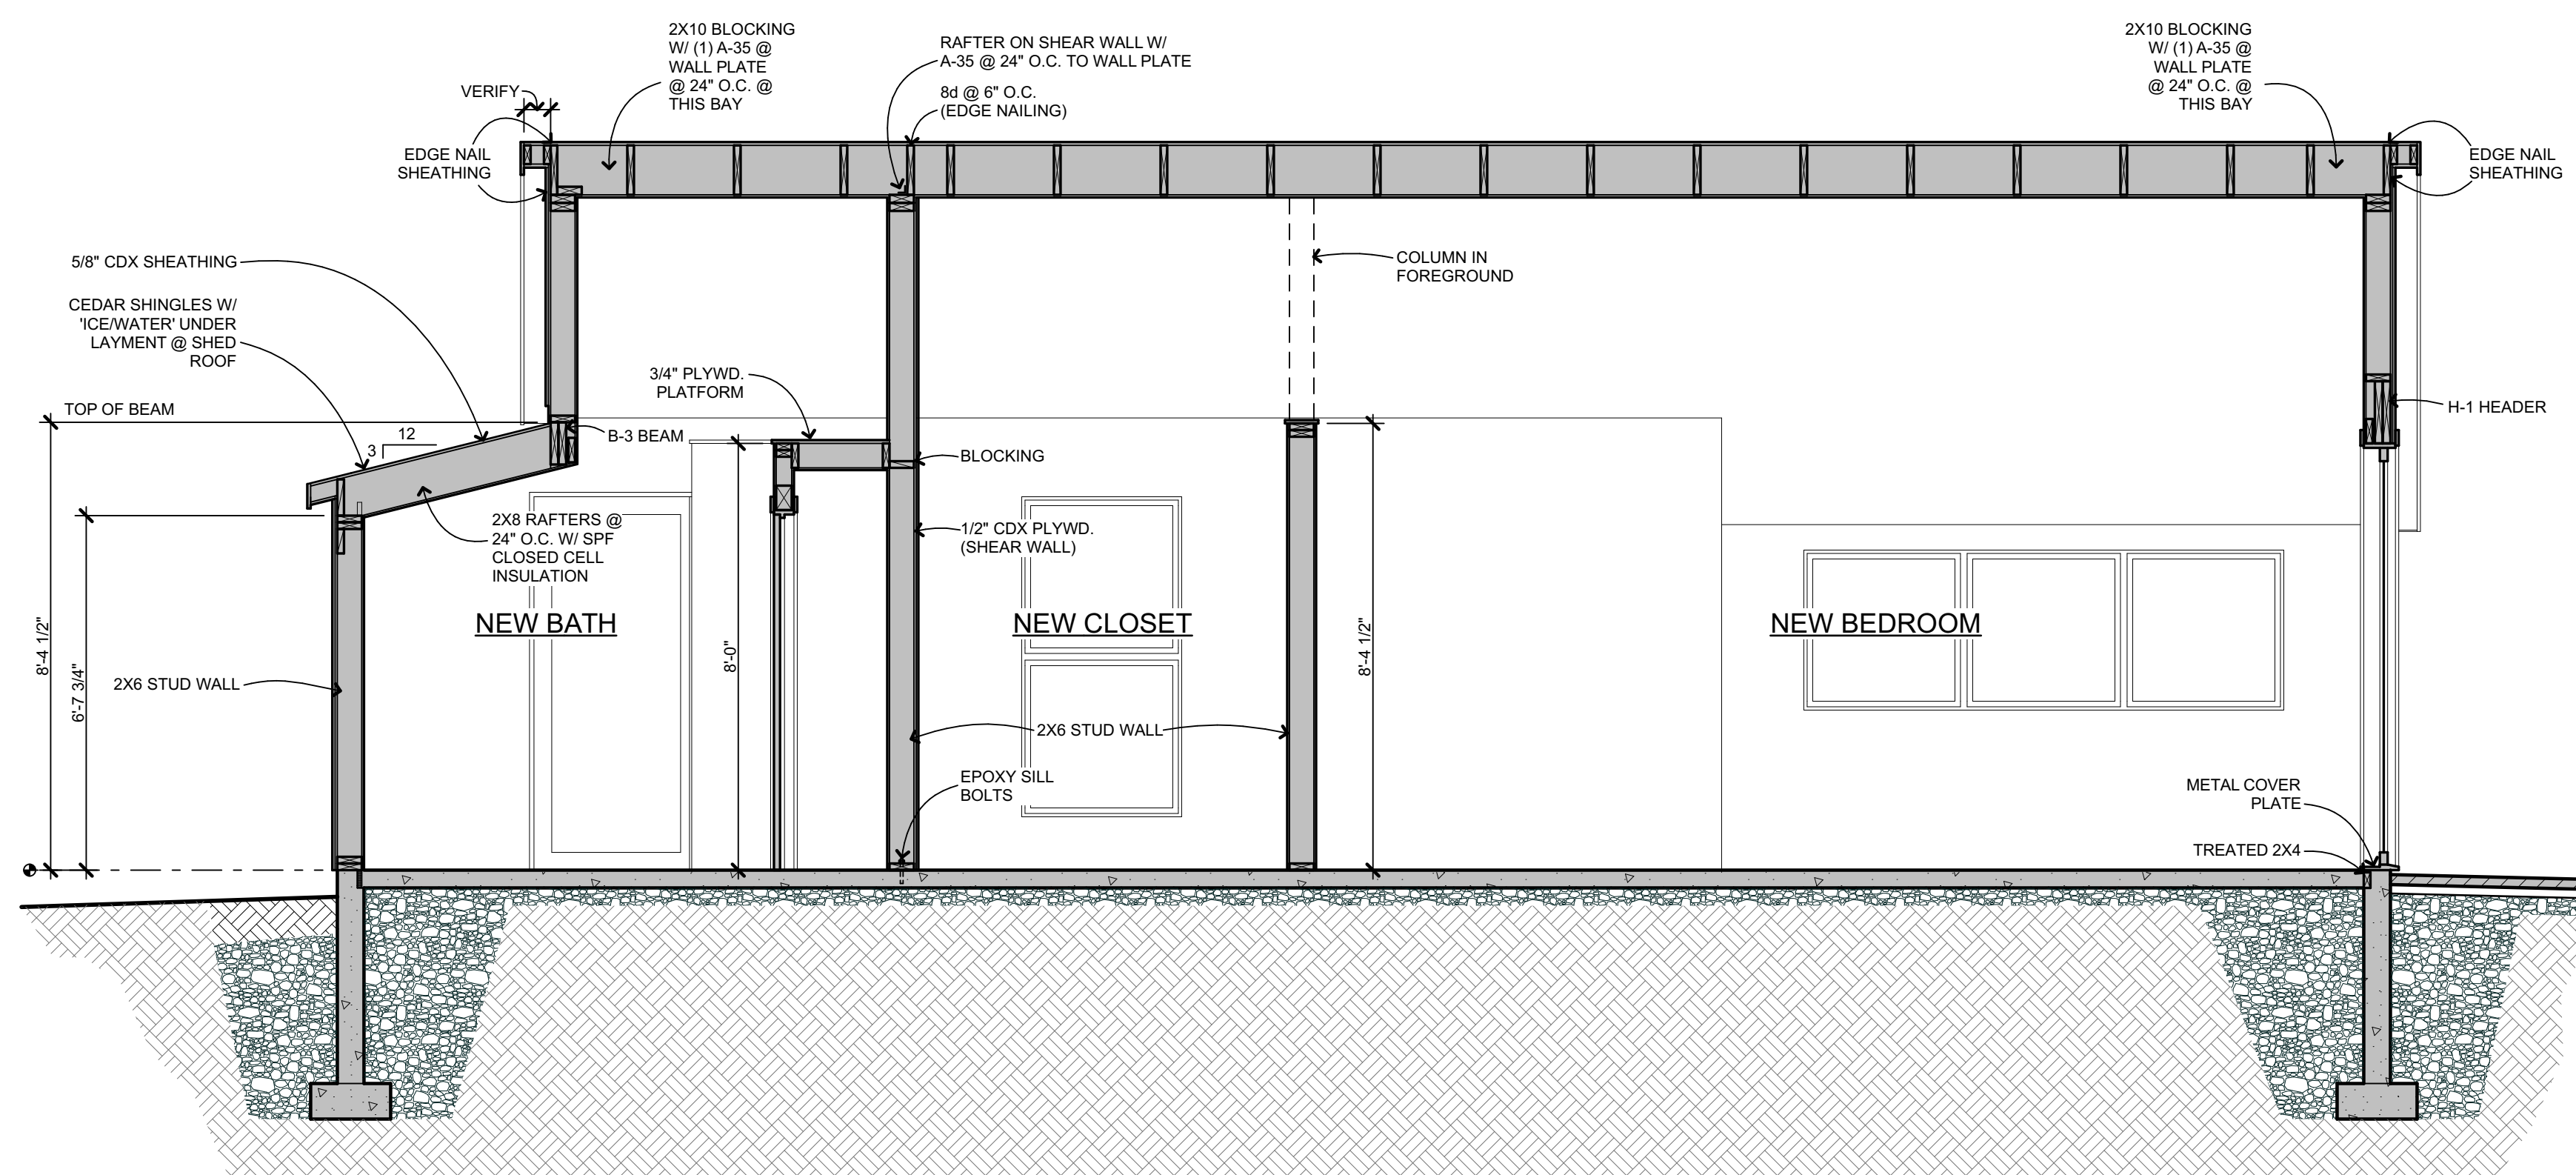 2X10 BLOCKING
W/ (1) A-35 @
WALL PLATE
@ 24" O.C. @
THIS BAY
RAFTER ON SHEAR WALL W/
A-35 @ 24" O.C. TO WALL PLATE
8d @ 6" O.C.
(EDGE NAILING)
2X10 BLOCKING
W/ (1) A-35 @
WALL PLATE
@ 24" O.C. @
THIS BAY
VERIFY
EDGE NAIL
SHEATHING
EDGE NAIL
SHEATHING
5/8" CDX SHEATHING
COLUMN IN
FOREGROUND
CEDAR SHINGLES W/
'ICE/WATER' UNDER
LAYMENT @ SHED
ROOF
3/4" PLYWD.
PLATFORM
TOP OF BEAM
12
3
B-3 BEAM
H-1 HEADER
BLOCKING
2X8 RAFTERS @
24" O.C. W/ SPF
CLOSED CELL
INSULATION
1/2" CDX PLYWD.
(SHEAR WALL)
NEW BATH
NEW CLOSET
NEW BEDROOM
8'-4 1/2"
6'-7 3/4"
8'-0"
8'-4 1/2"
2X6 STUD WALL
2X6 STUD WALL
EPOXY SILL
BOLTS
METAL COVER
PLATE
TREATED 2X4